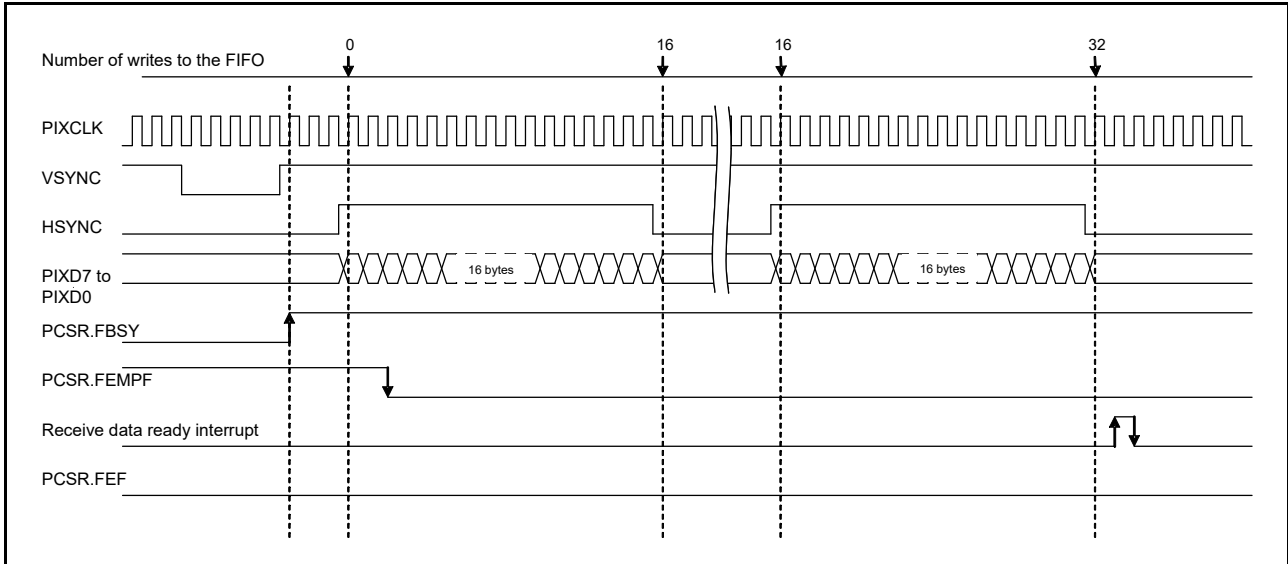 0 16 16 32
Number of writes to the FIFO
PIXCLK
VSYNC
HSYNC
PIXD7 to
PIXD0
16 bytes 16 bytes
PCSR.FBSY
PCSR.FEMPF
Receive data ready interrupt
PCSR.FEF